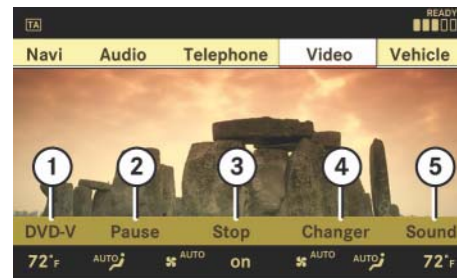 TA READY
Navi Audio Telephone Video Vehicle
1 2 3 4 5
DVD-V Pause Stop Changer Sound
72°F AUTO AUTO on AUTO AUTO 72°F